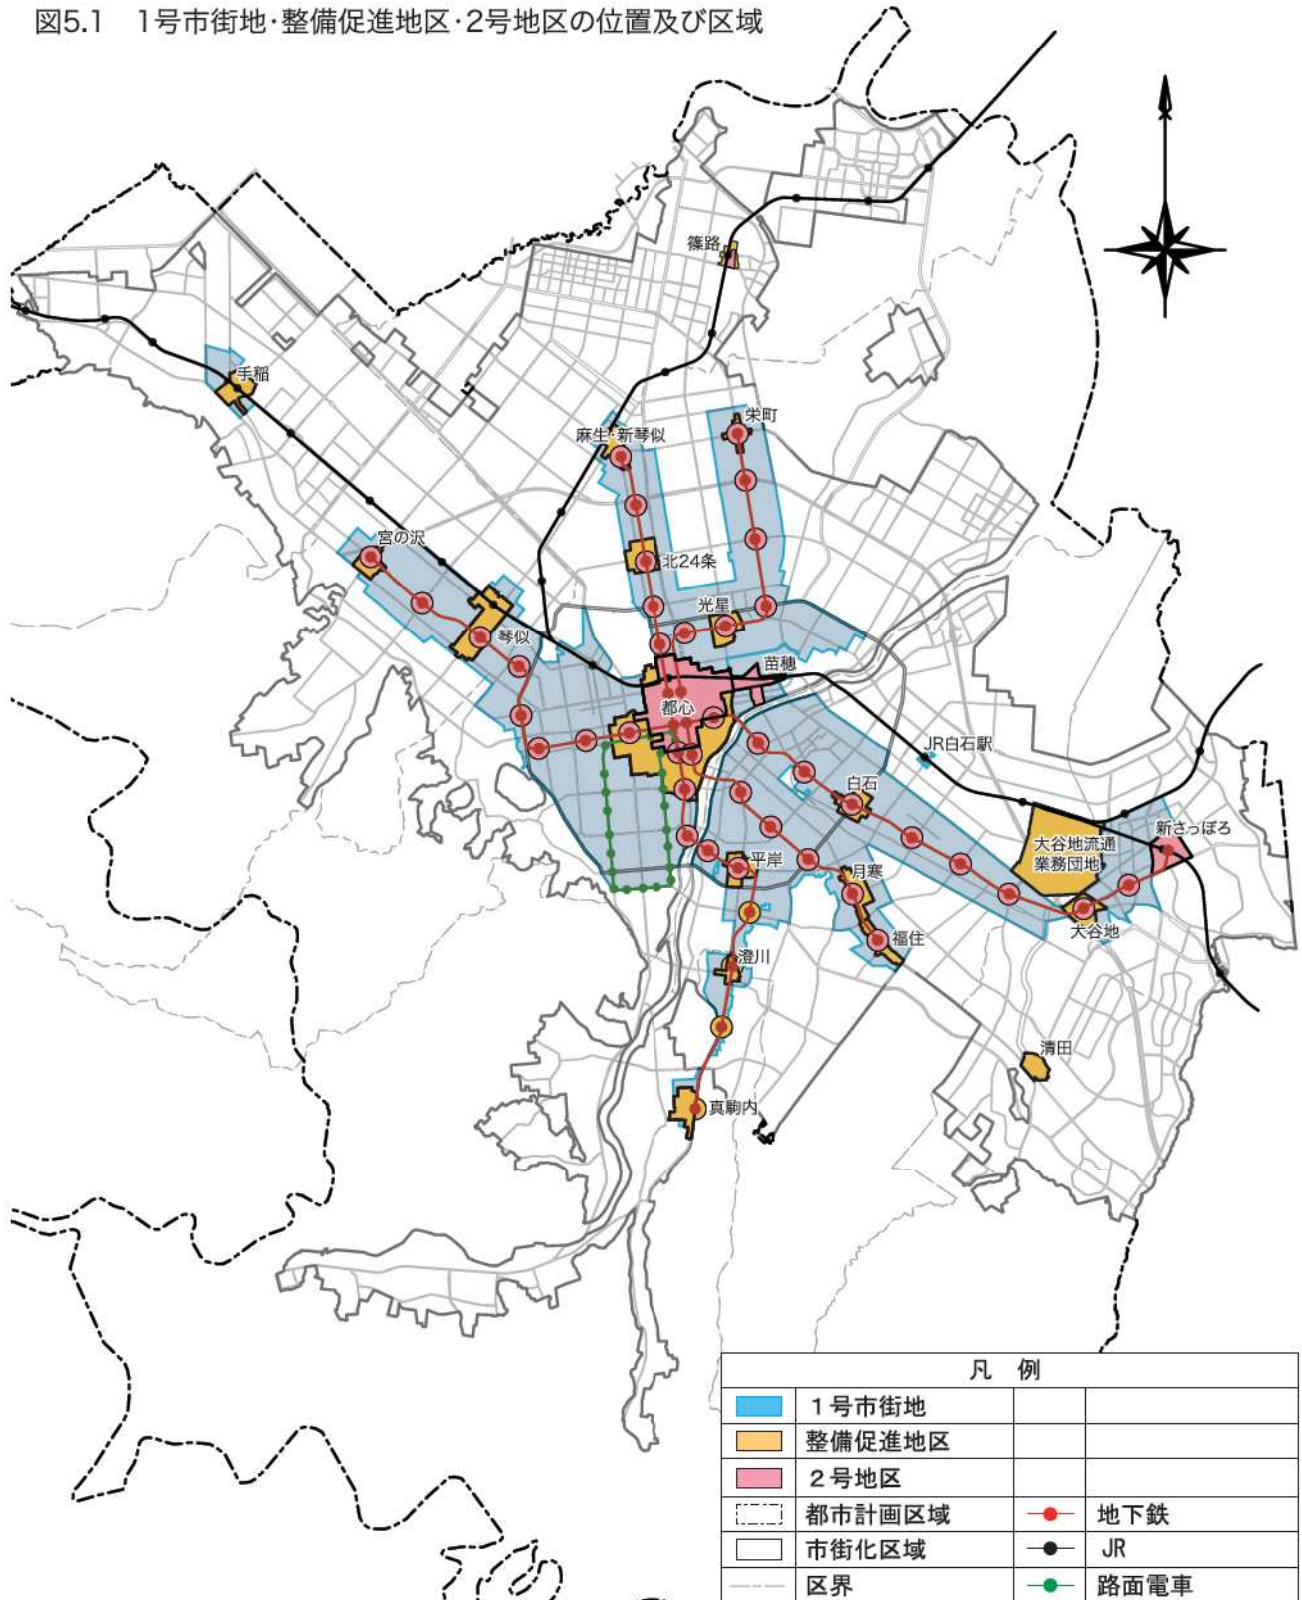 図5.1 1号市街地･整備促進地区･2号地区の位置及び区域
篠路
手稲
栄町
麻生･新琴似
宮の沢
北24条
光星
琴似
苗穂
都心
JR白石駅
白石
新さっぽろ
大谷地流通
業務団地
平岸
月寒
大谷地
福住
澄川
清田
真駒内
凡 例
1号市街地
整備促進地区
2号地区
都市計画区域
地下鉄
市街化区域
JR
区界
路面電車